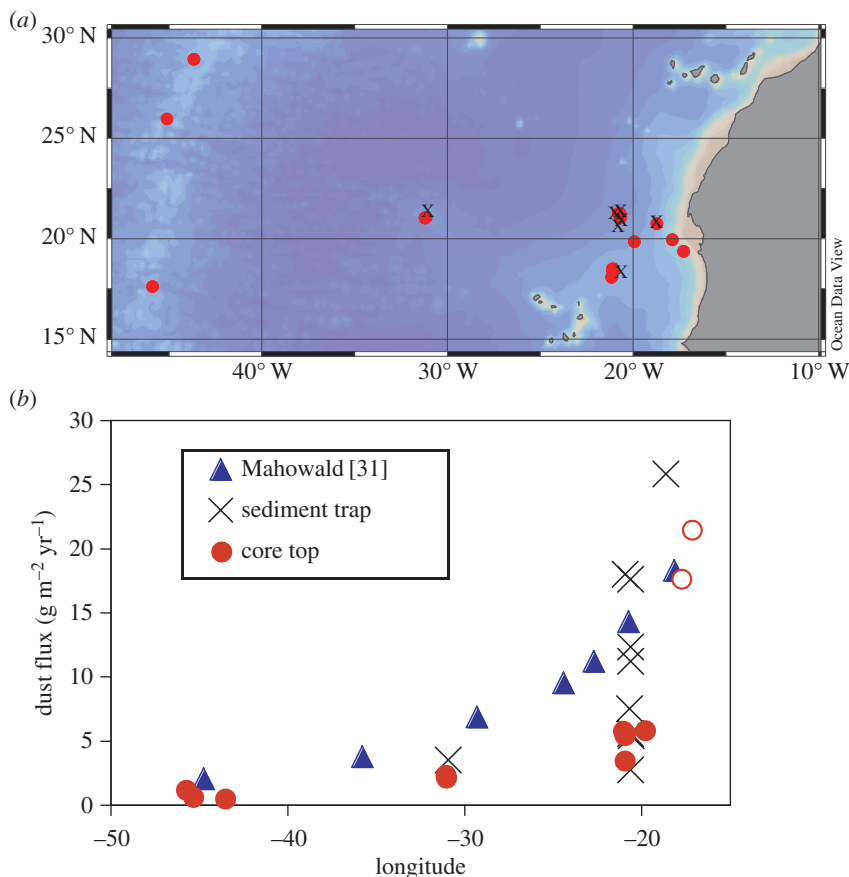 (a)
30° N
25° N
20° N
15° N
X
X
X
X
X
X
X
Ocean Data View
40° W
30° W
20° W
10° W
(b)
30
25
20
15
10
5
0
dust flux (g m⁻² yr⁻¹)
Mahowald [31]
sediment trap
core top
–50
–40
–30
–20
longitude